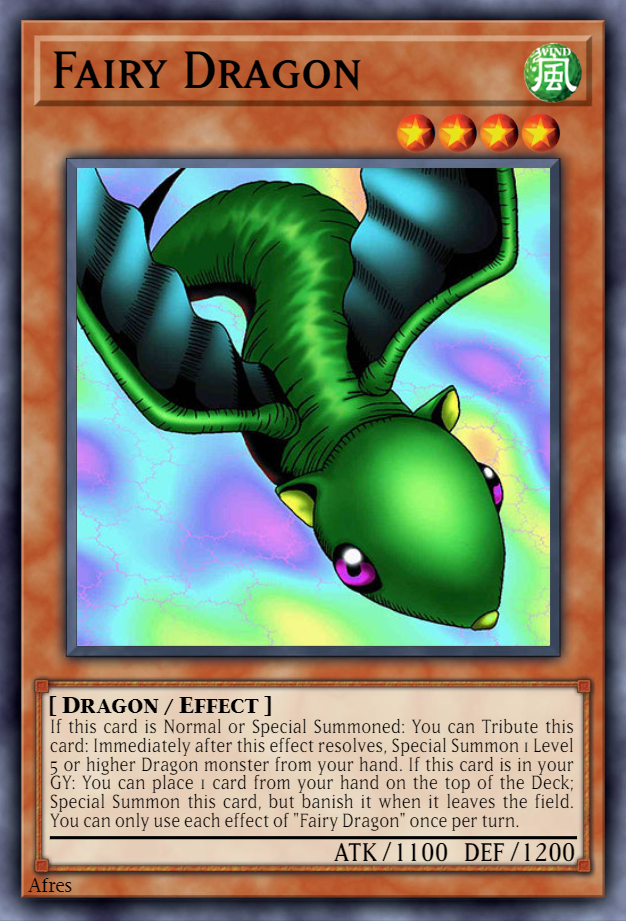 Fairy Dragon
WIND
風
[ Dragon / Effect ]
If this card is Normal or Special Summoned: You can Tribute this
card: Immediately after this effect resolves, Special Summon 1 Level
5 or higher Dragon monster from your hand. If this card is in your
GY: You can place 1 card from your hand on the top of the Deck;
Special Summon this card, but banish it when it leaves the field.
You can only use each effect of "Fairy Dragon" once per turn.
ATK/1100 DEF/1200
Afres